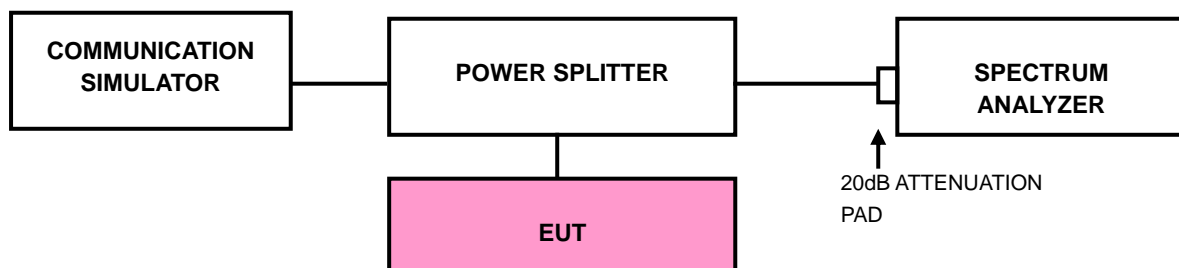 COMMUNICATION
SIMULATOR
POWER SPLITTER
SPECTRUM
ANALYZER
20dB ATTENUATION
PAD
EUT